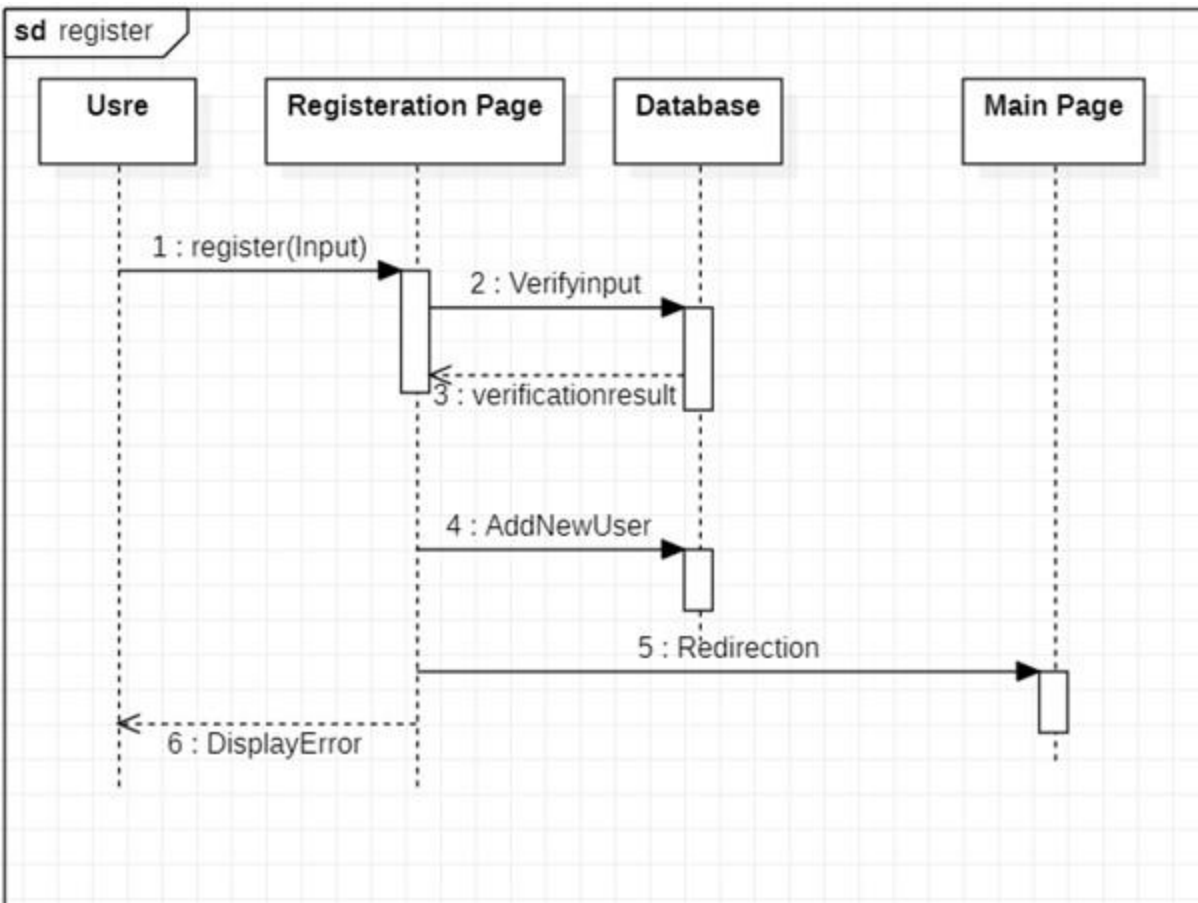 sd register
Usre
Registeration Page
Database
Main Page
1 : register(Input)
2 : Verifyinput
3 : verificationresult
4 : AddNewUser
5 : Redirection
6 : DisplayError